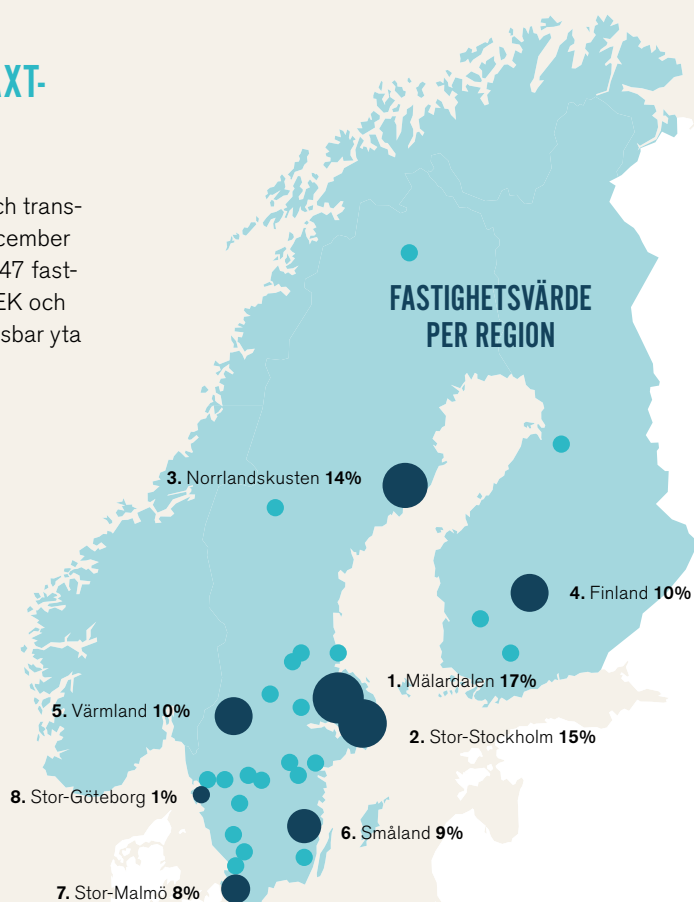 XT-
ch trans-
cember
47 fast-
EK och
sbar yta
FASTIGHETSVÄRDE
PER REGION
3. Norrlandskusten 14%
4. Finland 10%
1. Mälardalen 17%
5. Värmland 10%
2. Stor-Stockholm 15%
8. Stor-Göteborg 1%
6. Småland 9%
7. Stor-Malmö 8%